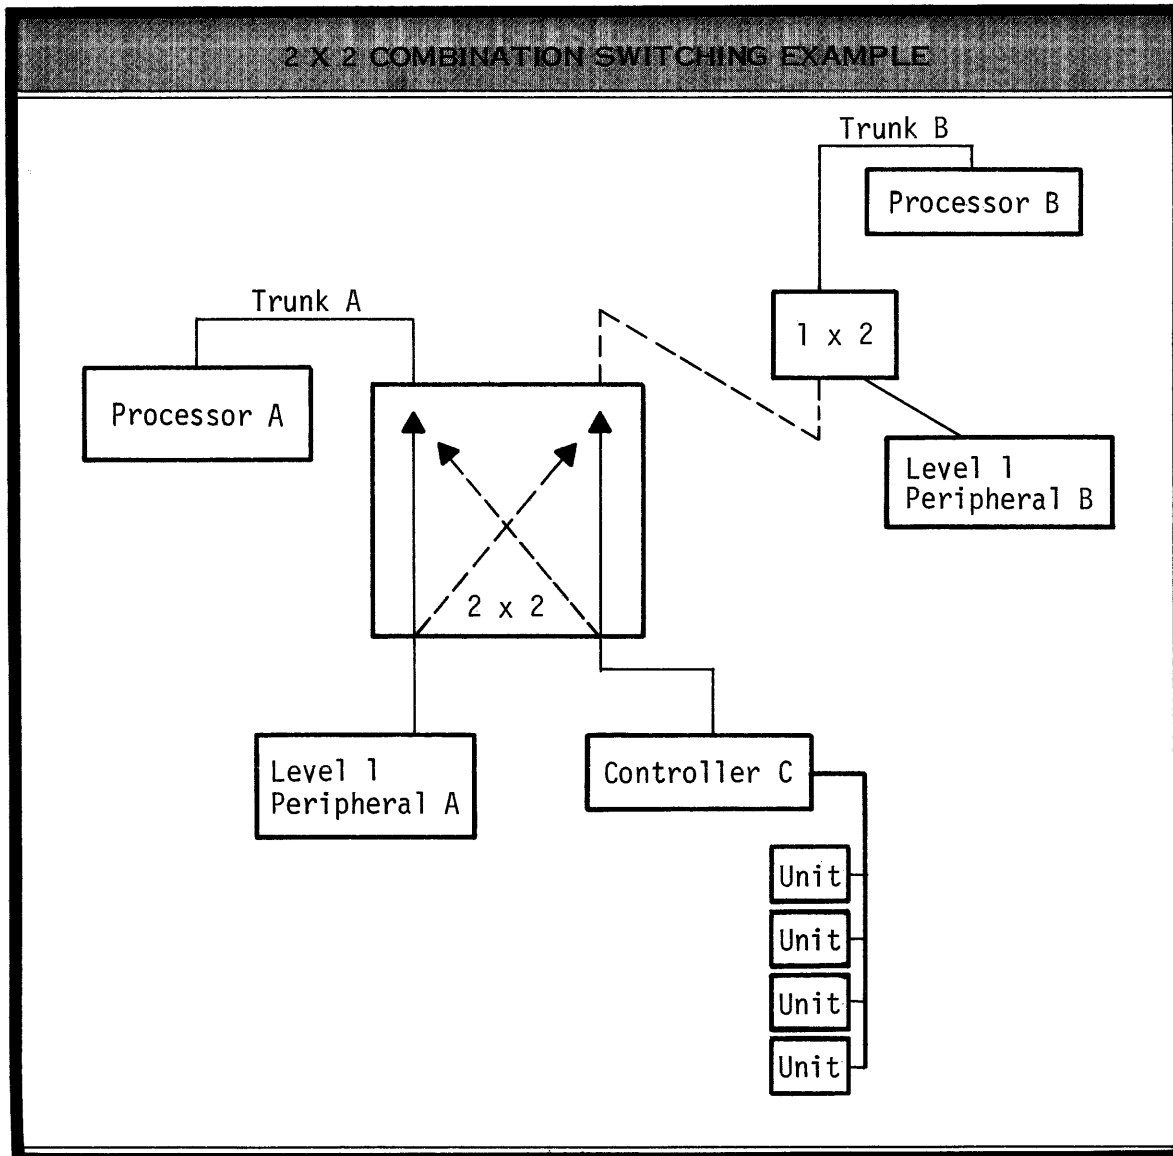 2 X 2 COMBINATION SWITCHING EXAMPLE
Trunk B
Processor B
Trunk A
1 x 2
Processor A
Level 1
Peripheral B
2 x 2
Level 1
Peripheral A
Controller C
Unit
Unit
Unit
Unit